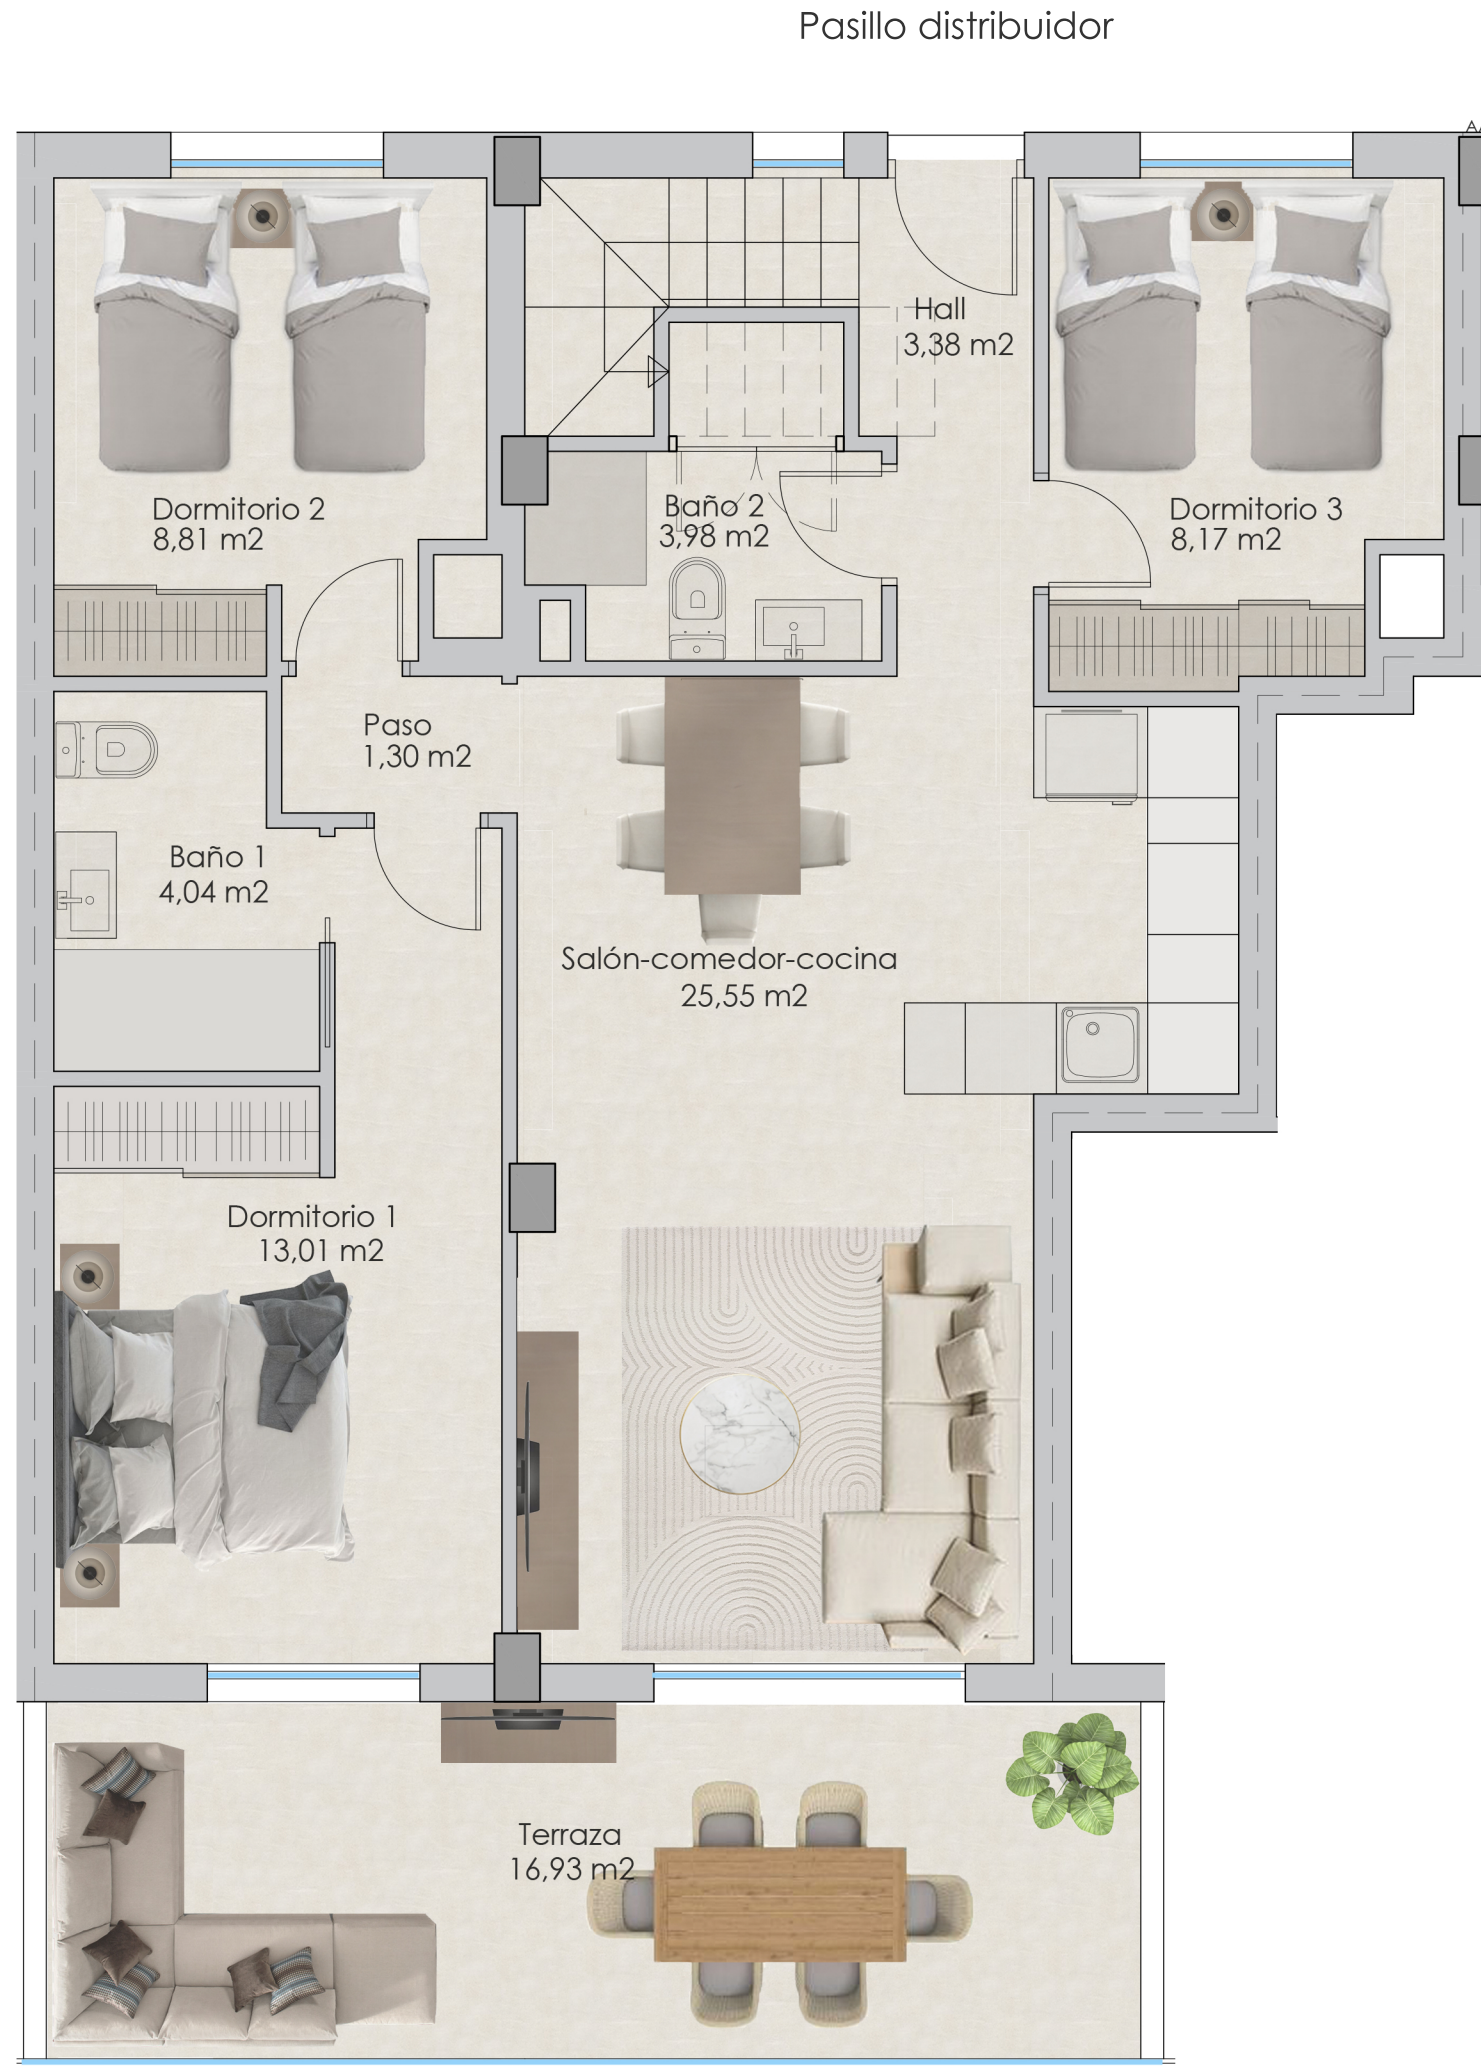 Pasillo distribuidor
Hall
3,38 m2
Dormitorio 2
8,81 m2
Baño 2
3,98 m2
Dormitorio 3
8,17 m2
Paso
1,30 m2
Baño 1
4,04 m2
Salón-comedor-cocina
25,55 m2
Dormitorio 1
13,01 m2
Terraza
16,93 m2